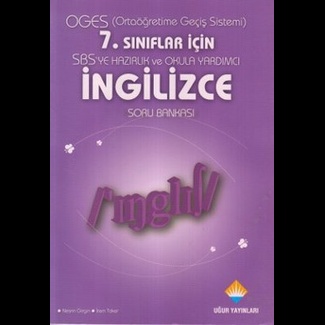 OGES (Ortaöğretime Geçiş Sistemi)
7. SINIFLAR İÇİN
SBS'YE HAZIRLIK ve OKULA YARDIMCI
İNGİLİZCE
SORU BANKASI
/'ıŋglıʃ/
UĞUR YAYINLARI